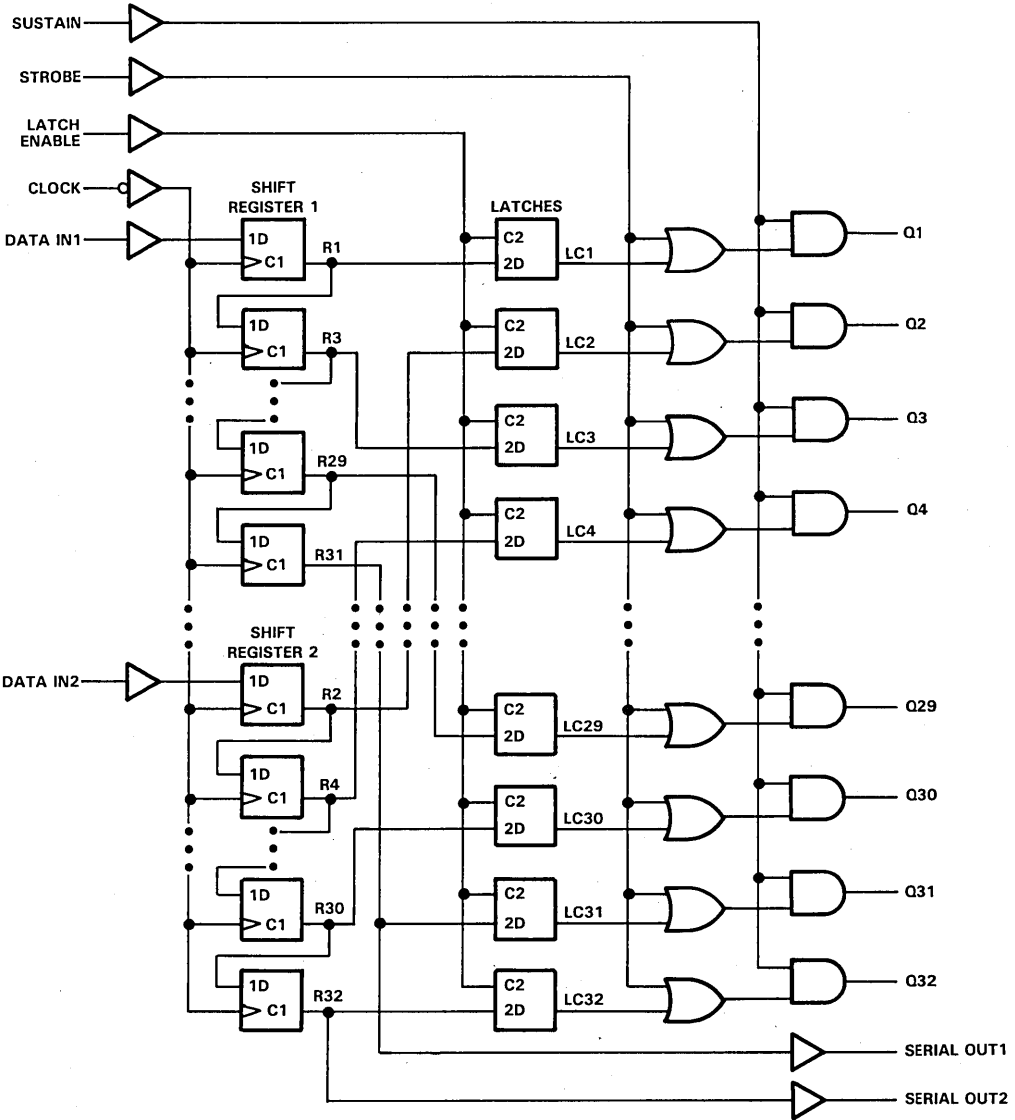 SUSTAIN
STROBE
LATCH
ENABLE
CLOCK
DATA IN1
SHIFT
REGISTER 1
1D
C1
R1
1D
C1
R3
1D
C1
R29
1D
C1
R31
DATA IN2
SHIFT
REGISTER 2
1D
C1
R2
1D
C1
R4
1D
C1
R30
1D
C1
R32
LATCHES
C2
2D
LC1
C2
2D
LC2
C2
2D
LC3
C2
2D
LC4
C2
2D
LC29
C2
2D
LC30
C2
2D
LC31
C2
2D
LC32
Q1
Q2
Q3
Q4
Q29
Q30
Q31
Q32
SERIAL OUT1
SERIAL OUT2